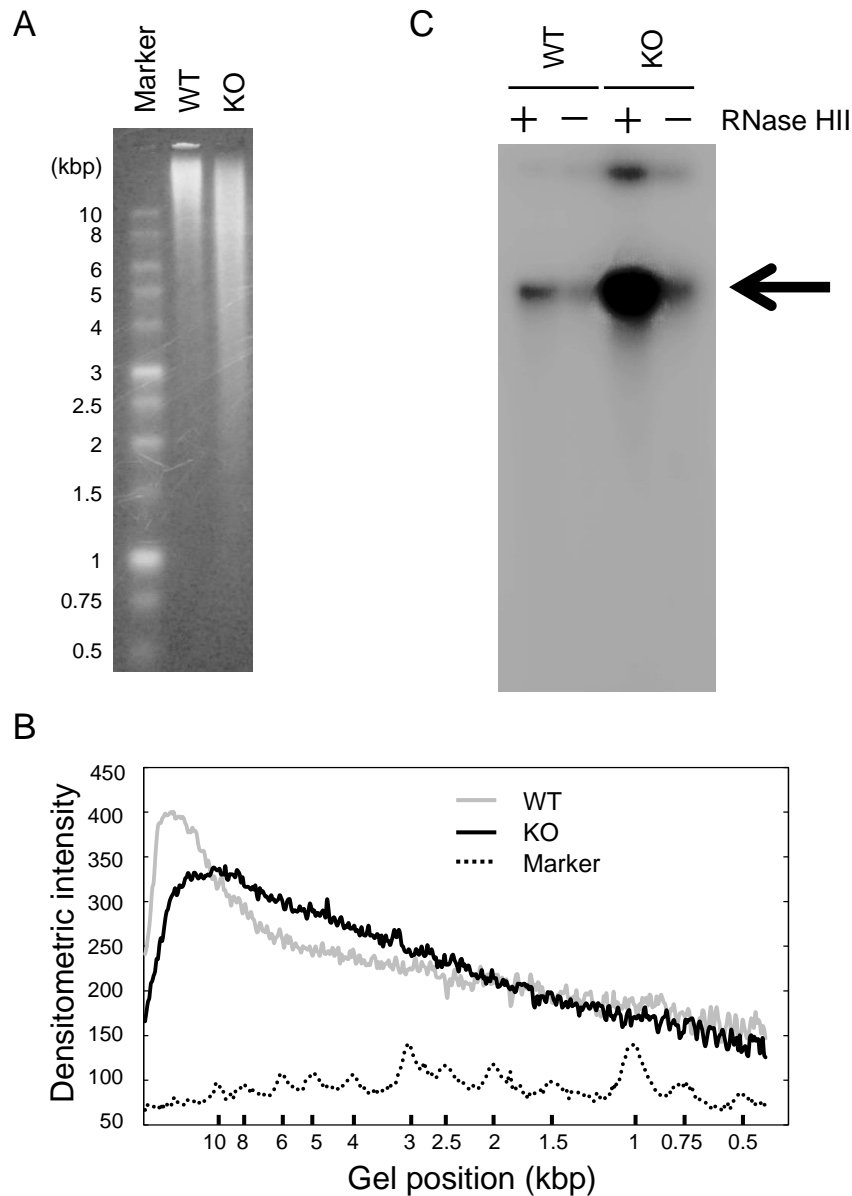 A
Marker
WT
KO
(kbp)
10
8
6
5
4
3
2.5
2
1.5
1
0.75
0.5
C
WT
KO
+ − + − RNase HII
B
450
400
350
300
250
200
150
100
50
Densitometric intensity
WT
KO
Marker
10 8 6 5 4 3 2.5 2 1.5 1 0.75 0.5
Gel position (kbp)